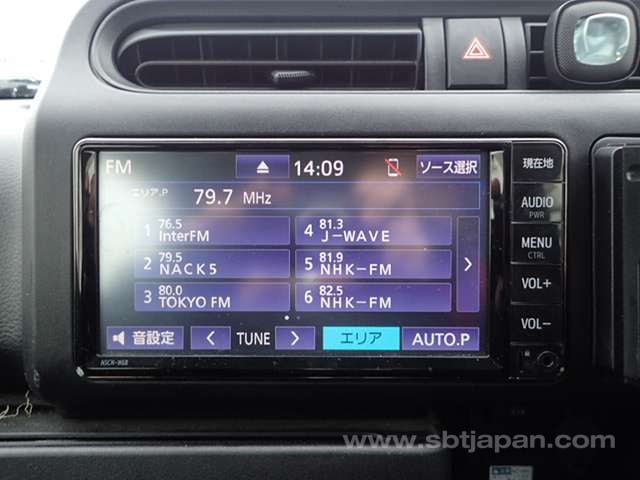 FM 14:09 ソース選択
エリア.P 79.7 MHz
1 76.5 InterFM
4 81.3 J-WAVE
2 79.5 NACK5
5 81.9 NHK-FM
3 80.0 TOKYO FM
6 82.5 NHK-FM
音設定 < TUNE > エリア AUTO.P
現在地
AUDIO
PWR
MENU
CTRL
VOL+
VOL-
NSCN-W68
www.sbtjapan.com